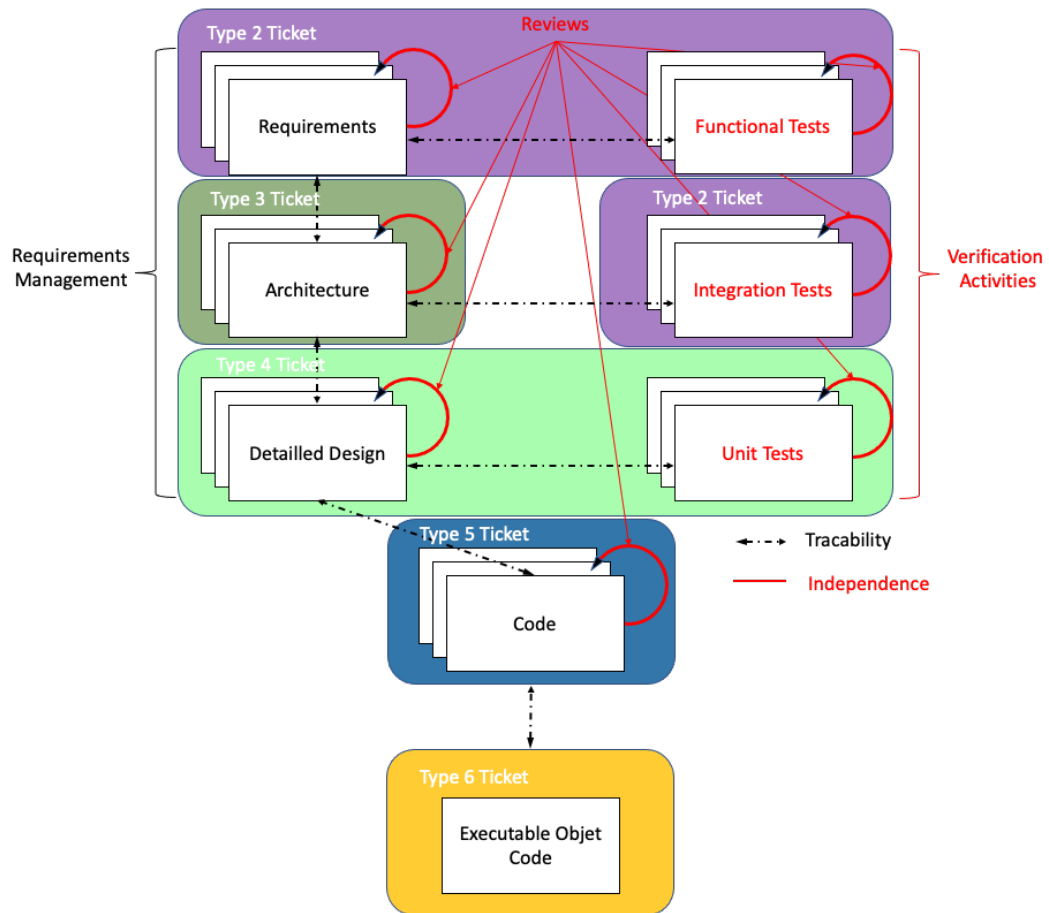 Type 2 Ticket
Reviews
Requirements
Functional Tests
Type 3 Ticket
Type 2 Ticket
Requirements
Management
Architecture
Integration Tests
Verification
Activities
Type 4 Ticket
Detailled Design
Unit Tests
Type 5 Ticket
Tracability
Independence
Code
Type 6 Ticket
Executable Objet
Code